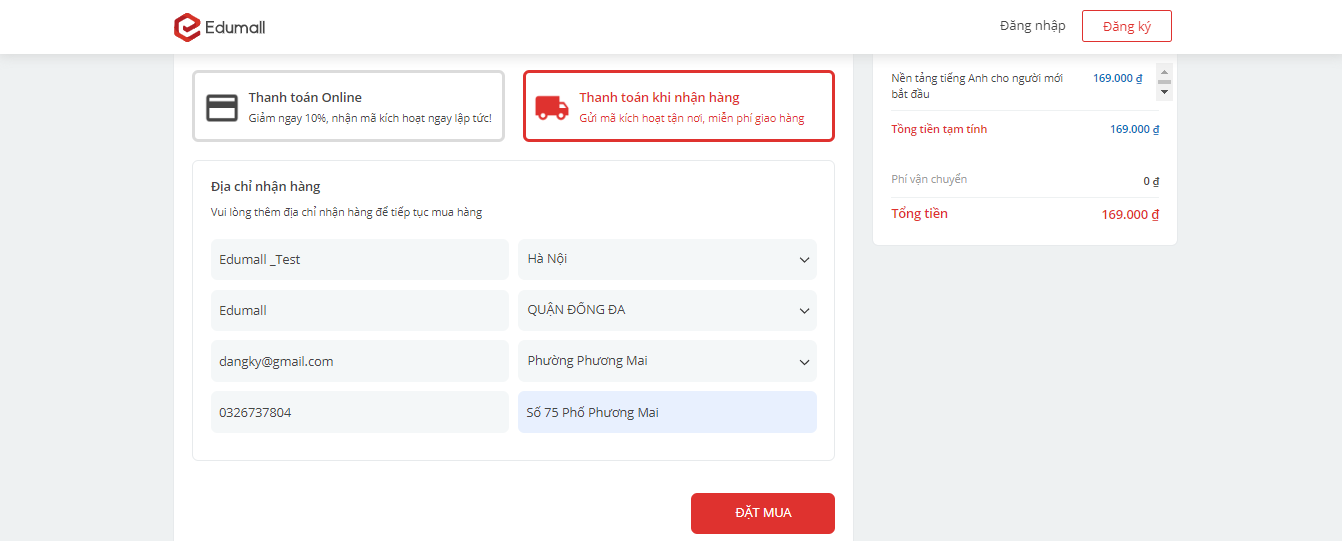 Edumall
Đăng nhập
Đăng ký
Thanh toán Online
Giảm ngay 10%, nhận mã kích hoạt ngay lập tức!
Thanh toán khi nhận hàng
Gửi mã kích hoạt tận nơi, miễn phí giao hàng
Địa chỉ nhận hàng
Vui lòng thêm địa chỉ nhận hàng để tiếp tục mua hàng
Edumall _Test
Hà Nội
Edumall
QUẬN ĐỐNG ĐA
dangky@gmail.com
Phường Phương Mai
0326737804
Số 75 Phố Phương Mai
ĐẶT MUA
Nền tảng tiếng Anh cho người mới
bắt đầu
169.000 ₫
Tổng tiền tạm tính
169.000 ₫
Phí vận chuyển
0 ₫
Tổng tiền
169.000 ₫